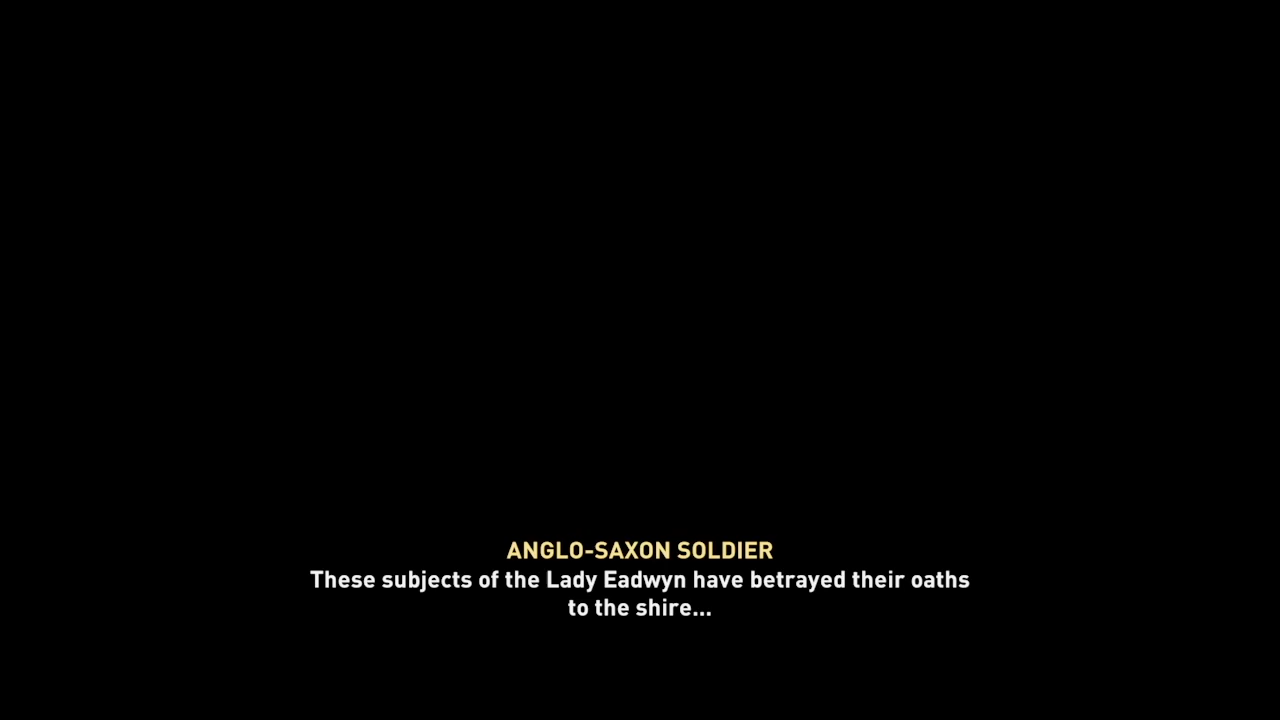 ANGLO-SAXON SOLDIER
These subjects of the Lady Eadwyn have betrayed their oaths
to the shire...